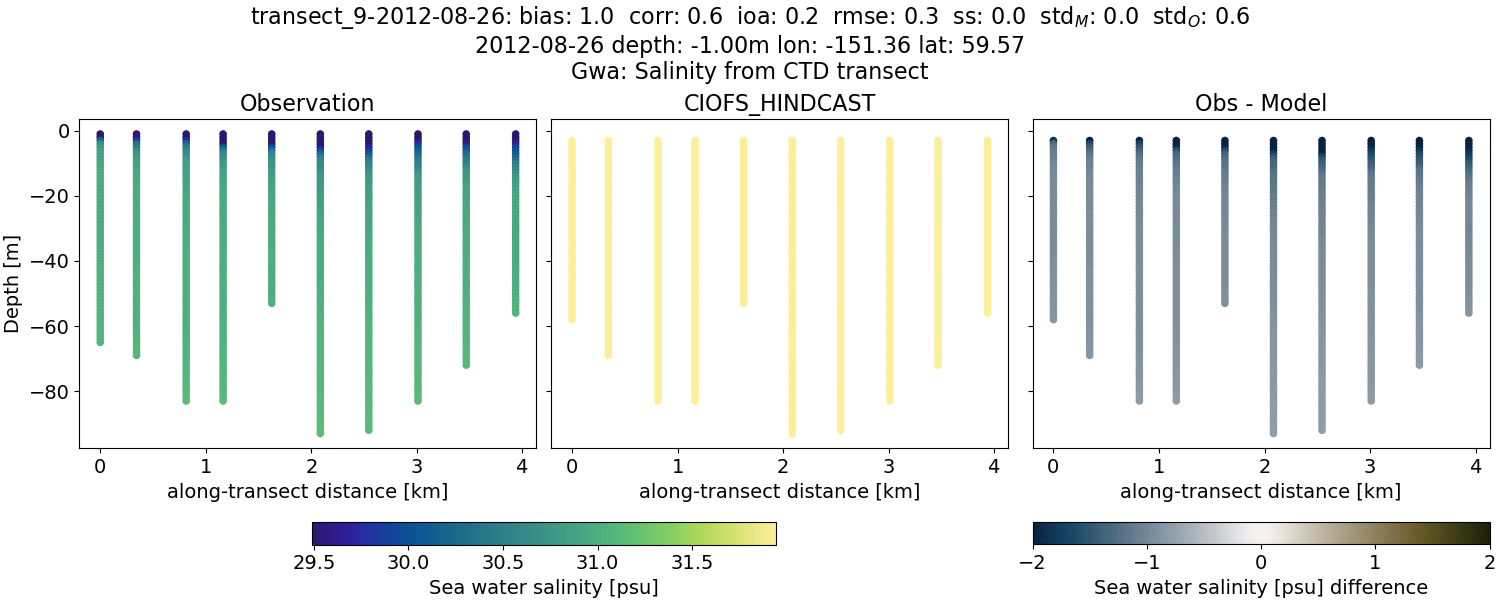 transect_9-2012-08-26: bias: 1.0  corr: 0.6  ioa: 0.2  rmse: 0.3  ss: 0.0  std_M: 0.0  std_O: 0.6
2012-08-26 depth: -1.00m lon: -151.36 lat: 59.57
Gwa: Salinity from CTD transect
Observation
CIOFS_HINDCAST
Obs - Model
Depth [m]
0
−20
−40
−60
−80
0 1 2 3 4
0 1 2 3 4
0 1 2 3 4
along-transect distance [km]
along-transect distance [km]
along-transect distance [km]
29.5 30.0 30.5 31.0 31.5
Sea water salinity [psu]
−2 −1 0 1 2
Sea water salinity [psu] difference